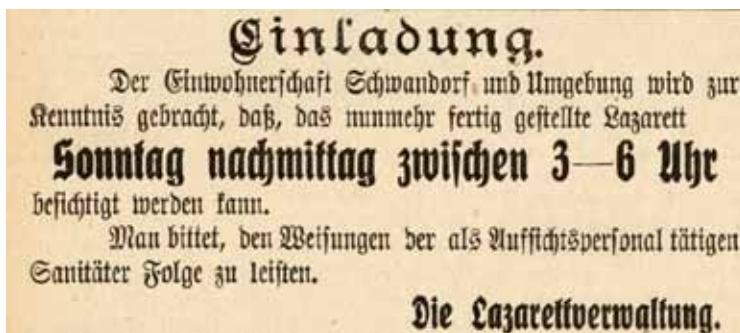 Einladung.
Der Einwohnerschaft Schwandorf und Umgebung wird zur
Kenntnis gebracht, daß, das nunmehr fertig gestellte Lazarett
Sonntag nachmittag zwischen 3—6 Uhr
besichtigt werden kann.
Man bittet, den Weisungen der als Aufsichtspersonal tätigen
Sanitäter Folge zu leisten.
Die Lazarettverwaltung.